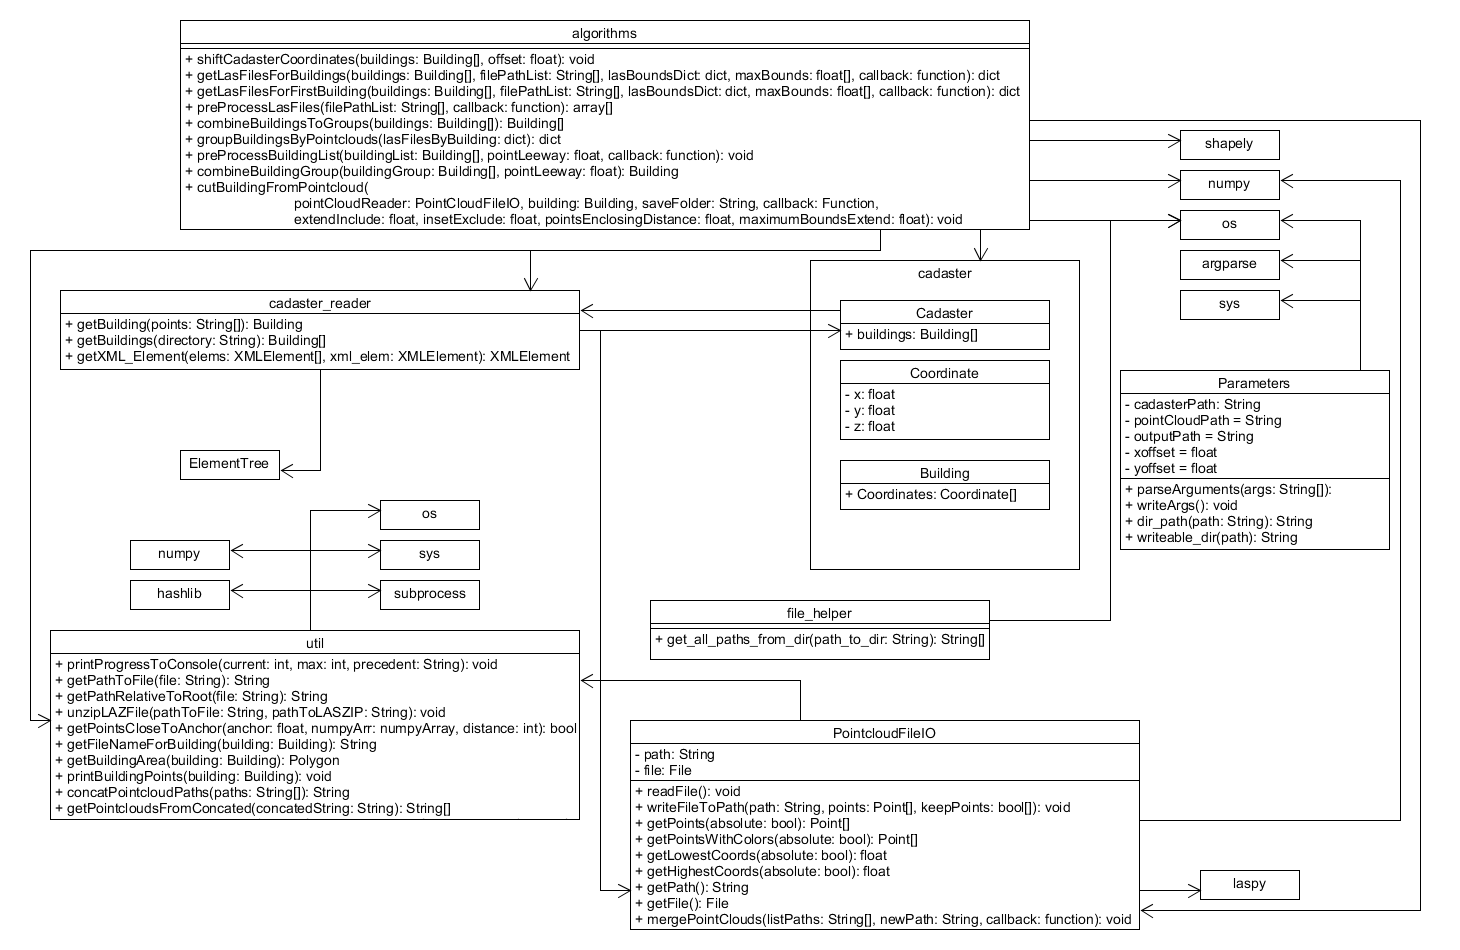 algorithms
+ shiftCadasterCoordinates(buildings: Building[], offset: float): void
+ getLasFilesForBuildings(buildings: Building[], filePathList: String[], lasBoundsDict: dict, maxBounds: float[], callback: function): dict
+ getLasFilesForFirstBuilding(buildings: Building[], filePathList: String[], lasBoundsDict: dict, maxBounds: float[], callback: function): dict
+ preProcessLasFiles(filePathList: String[], callback: function): array[]
+ combineBuildingsToGroups(buildings: Building[]): Building[]
+ groupBuildingsByPointclouds(lasFilesByBuilding: dict): dict
+ preProcessBuildingList(buildingList: Building[], pointLeeway: float, callback: function): void
+ combineBuildingGroup(buildingGroup: Building[], pointLeeway: float): Building
+ cutBuildingFromPointcloud(
pointCloudReader: PointCloudFileIO, building: Building, saveFolder: String, callback: Function,
extendInclude: float, insetExclude: float, pointsEnclosingDistance: float, maximumBoundsExtend: float): void
shapely
numpy
os
argparse
sys
cadaster
cadaster_reader
+ getBuilding(points: String[]): Building
+ getBuildings(directory: String): Building[]
+ getXML_Element(elems: XMLElement[], xml_elem: XMLElement): XMLElement
Cadaster
+ buildings: Building[]
Coordinate
- x: float
- y: float
- z: float
Building
+ Coordinates: Coordinate[]
Parameters
- cadasterPath: String
- pointCloudPath = String
- outputPath = String
- xoffset = float
- yoffset = float
+ parseArguments(args: String[]):
+ writeArgs(): void
+ dir_path(path: String): String
+ writeable_dir(path): String
ElementTree
os
numpy
sys
hashlib
subprocess
file_helper
+ get_all_paths_from_dir(path_to_dir: String): String[]
util
+ printProgressToConsole(current: int, max: int, precedent: String): void
+ getPathToFile(file: String): String
+ getPathRelativeToRoot(file: String): String
+ unzipLAZFile(pathToFile: String, pathToLASZIP: String): void
+ getPointsCloseToAnchor(anchor: float, numpyArr: numpyArray, distance: int): bool
+ getFileNameForBuilding(building: Building): String
+ getBuildingArea(building: Building): Polygon
+ printBuildingPoints(building: Building): void
+ concatPointcloudPaths(paths: String[]): String
+ getPointcloudsFromConcated(concatedString: String): String[]
PointcloudFileIO
- path: String
- file: File
+ readFile(): void
+ writeFileToPath(path: String, points: Point[], keepPoints: bool[]): void
+ getPoints(absolute: bool): Point[]
+ getPointsWithColors(absolute: bool): Point[]
+ getLowestCoords(absolute: bool): float
+ getHighestCoords(absolute: bool): float
+ getPath(): String
+ getFile(): File
+ mergePointClouds(listPaths: String[], newPath: String, callback: function): void
laspy